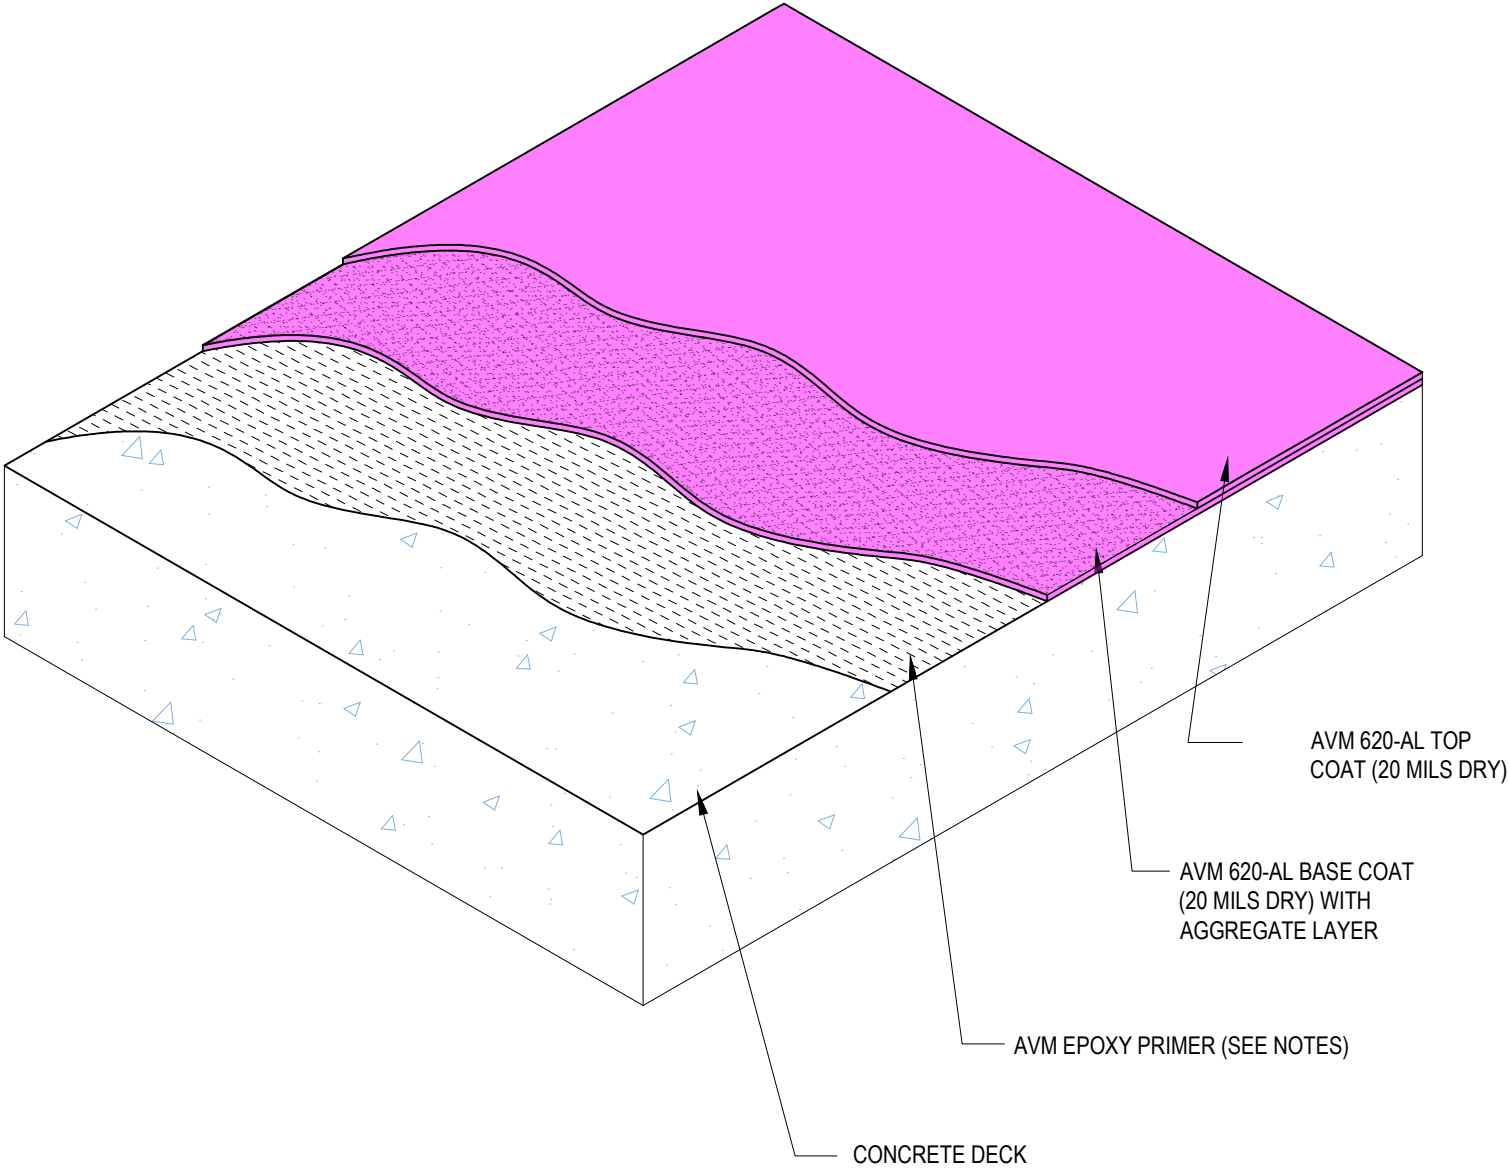 AVM 620-AL TOP
COAT (20 MILS DRY)
AVM 620-AL BASE COAT
(20 MILS DRY) WITH
AGGREGATE LAYER
AVM EPOXY PRIMER (SEE NOTES)
CONCRETE DECK